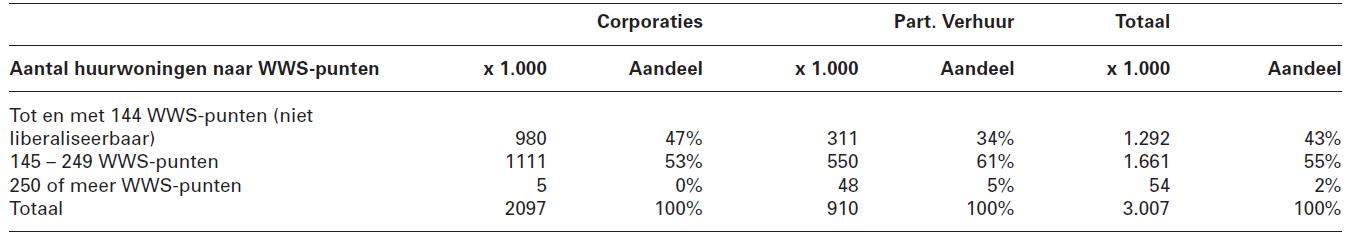 Corporaties Part. Verhuur Totaal
Aantal huurwoningen naar WWS-punten x 1.000 Aandeel x 1.000 Aandeel x 1.000 Aandeel
Tot en met 144 WWS-punten (niet
liberaliseerbaar) 980 47% 311 34% 1.292 43%
145 – 249 WWS-punten 1111 53% 550 61% 1.661 55%
250 of meer WWS-punten 5 0% 48 5% 54 2%
Totaal 2097 100% 910 100% 3.007 100%